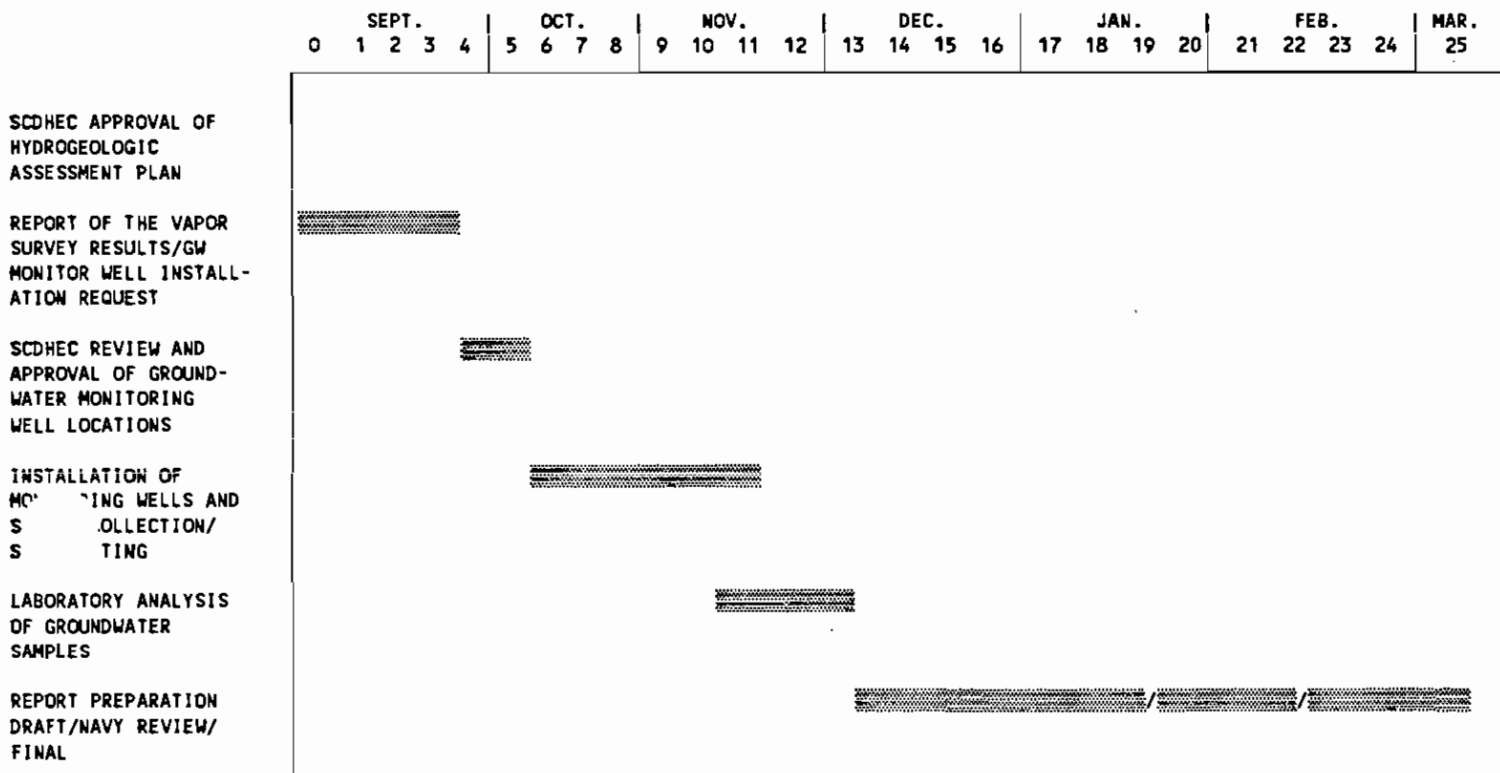 SEPT. OCT. NOV. DEC. JAN. FEB. MAR.
0 1 2 3 4 5 6 7 8 9 10 11 12 13 14 15 16 17 18 19 20 21 22 23 24 25
SCDHEC APPROVAL OF
HYDROGEOLOGIC
ASSESSMENT PLAN
REPORT OF THE VAPOR
SURVEY RESULTS/GW
MONITOR WELL INSTALL-
ATION REQUEST
SCDHEC REVIEW AND
APPROVAL OF GROUND-
WATER MONITORING
WELL LOCATIONS
INSTALLATION OF
WELLS AND
S OLLECTION/
S TING
LABORATORY ANALYSIS
OF GROUNDWATER
SAMPLES
REPORT PREPARATION
DRAFT/NAVY REVIEW/
FINAL
/ /